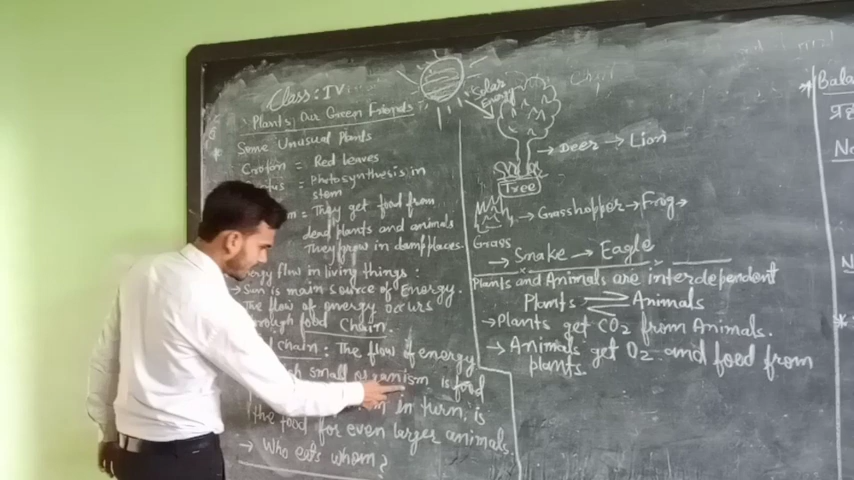 Class: IV
Plants, Our Green Friends
Some Unusual Plants
Croton = Red leaves
= Photosynthesis in
stem
= They get food from
dead plants and animals
They grow in damp places.
flow in living things:
→ Sun is main source of Energy.
The flow of energy occurs
food Chain.
chain: The flow of energy
small is food
in turn, is
the food for even larger animals.
→ Who eats whom?
Solar
Energy
→ Deer → Lion
Tree
→ Grasshopper → Frog →
Grass
→ Snake → Eagle
Plants and Animals are interdependent
Plants Animals
→ Plants get CO2 from Animals.
→ Animals get O2 and food from
plants.